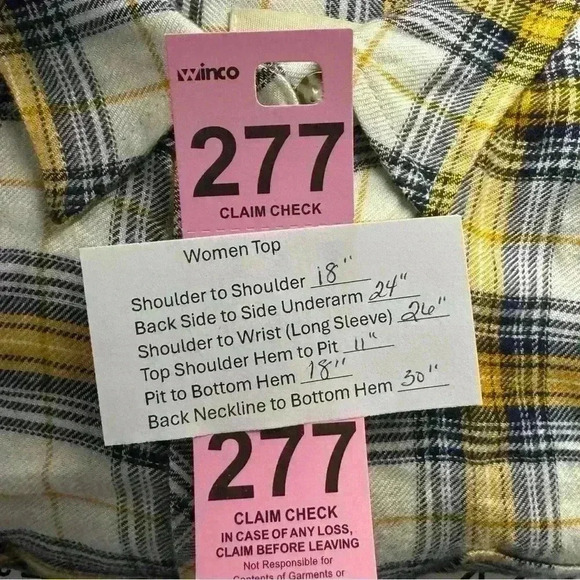 Winco
277
CLAIM CHECK
Women Top
Shoulder to Shoulder 18"
Back Side to Side Underarm 24"
Shoulder to Wrist (Long Sleeve) 26"
Top Shoulder Hem to Pit 11"
Pit to Bottom Hem 18"
Back Neckline to Bottom Hem 30"
277
CLAIM CHECK
IN CASE OF ANY LOSS,
CLAIM BEFORE LEAVING
Not Responsible for
Contents of Garments or